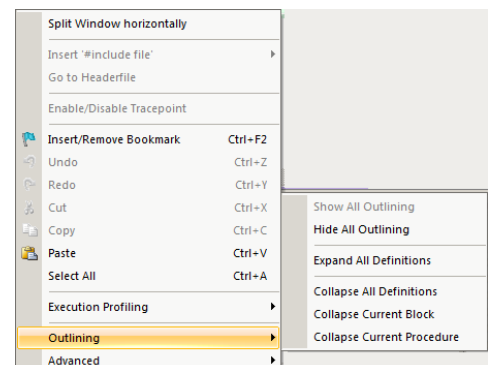 Split Window horizontally
Insert '#include file'
Go to Headerfile
Enable/Disable Tracepoint
Insert/Remove Bookmark Ctrl+F2
Undo Ctrl+Z
Redo Ctrl+Y
Cut Ctrl+X
Copy Ctrl+C
Paste Ctrl+V
Select All Ctrl+A
Execution Profiling
Outlining
Advanced
Show All Outlining
Hide All Outlining
Expand All Definitions
Collapse All Definitions
Collapse Current Block
Collapse Current Procedure